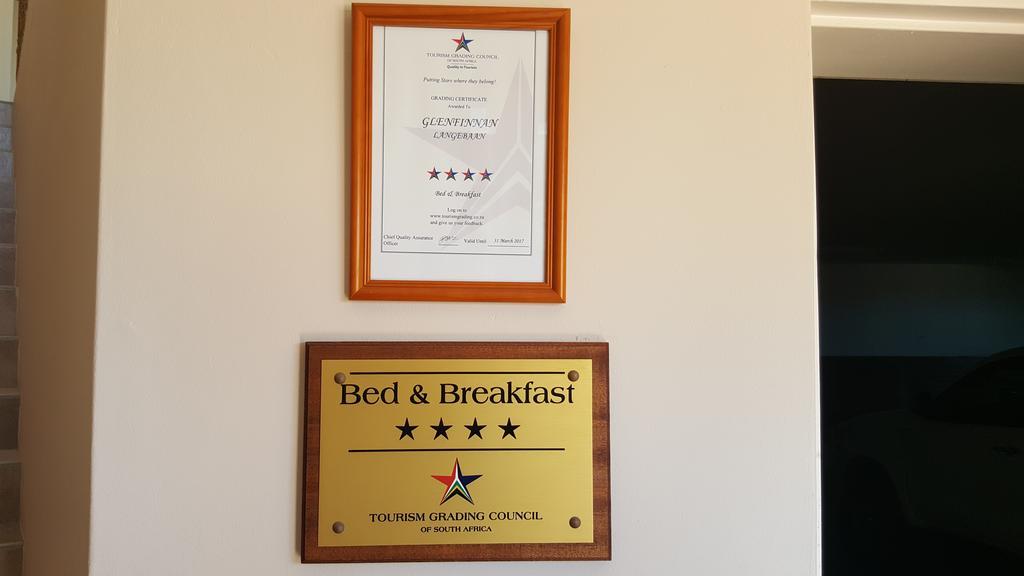 TOURISM GRADING COUNCIL
OF SOUTH AFRICA
Quality in Tourism
Putting Stars where they belong!
GRADING CERTIFICATE
Awarded To
GLENFINNAN
LANGEBAAN
Bed & Breakfast
Log on to
www.tourismgrading.co.za
and give us your feedback.
Chief Quality Assurance
Officer
Valid Until 31 March 2017
Bed & Breakfast
TOURISM GRADING COUNCIL
OF SOUTH AFRICA